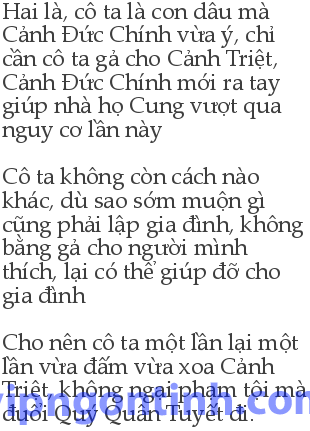 Hai là, cô ta là con dâu mà
Cảnh Đức Chính vừa ý, chỉ
cần cô ta gả cho Cảnh Triệt,
Cảnh Đức Chính mới ra tay
giúp nhà họ Cung vượt qua
nguy cơ lần này
Cô ta không còn cách nào
khác, dù sao sớm muộn gì
cũng phải lập gia đình, không
bằng gả cho người mình
thích, lại có thể giúp đỡ cho
gia đình
Cho nên cô ta một lần lại một
lần vừa đấm vừa xoa Cảnh
Triệt, không ngại phạm tội mà
đuổi Quý Quân Tuyết đi.
vipngontinh.com